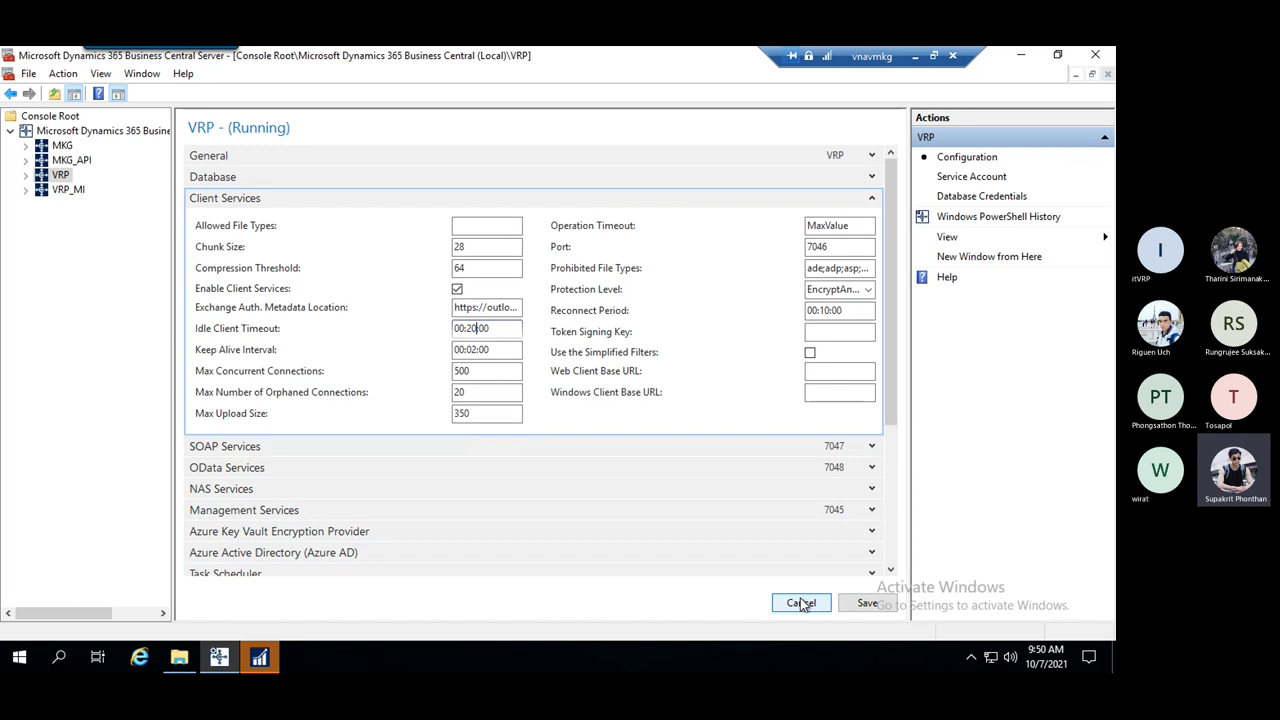 Microsoft Dynamics 365 Business Central Server - [Console Root\Microsoft Dynamics 365 Business Central (Local)\VRP]
vnavmkg
File Action View Window Help
Console Root
Microsoft Dynamics 365 Busine
MKG
MKG_API
VRP
VRP_MI
VRP - (Running)
General VRP
Database
Client Services
Allowed File Types:
Chunk Size: 28
Compression Threshold: 64
Enable Client Services:
Exchange Auth. Metadata Location: https://outlo...
Idle Client Timeout: 00:20:00
Keep Alive Interval: 00:02:00
Max Concurrent Connections: 500
Max Number of Orphaned Connections: 20
Max Upload Size: 350
Operation Timeout: MaxValue
Port: 7046
Prohibited File Types: ade;adp;asp;...
Protection Level: EncryptAn...
Reconnect Period: 00:10:00
Token Signing Key:
Use the Simplified Filters:
Web Client Base URL:
Windows Client Base URL:
SOAP Services 7047
OData Services 7048
NAS Services
Management Services 7045
Azure Key Vault Encryption Provider
Azure Active Directory (Azure AD)
Task Scheduler
Cancel Save
Actions
VRP
Configuration
Service Account
Database Credentials
Windows PowerShell History
View
New Window from Here
Help
Activate Windows
Go to Settings to activate Windows.
9:50 AM
10/7/2021
I
itVRP
Tharini Sirimanak...
Riguen Uch
RS
Rungrujee Suksak...
PT
Phongsathon Tho...
T
Tosapol
W
wirat
Supakrit Phonthan